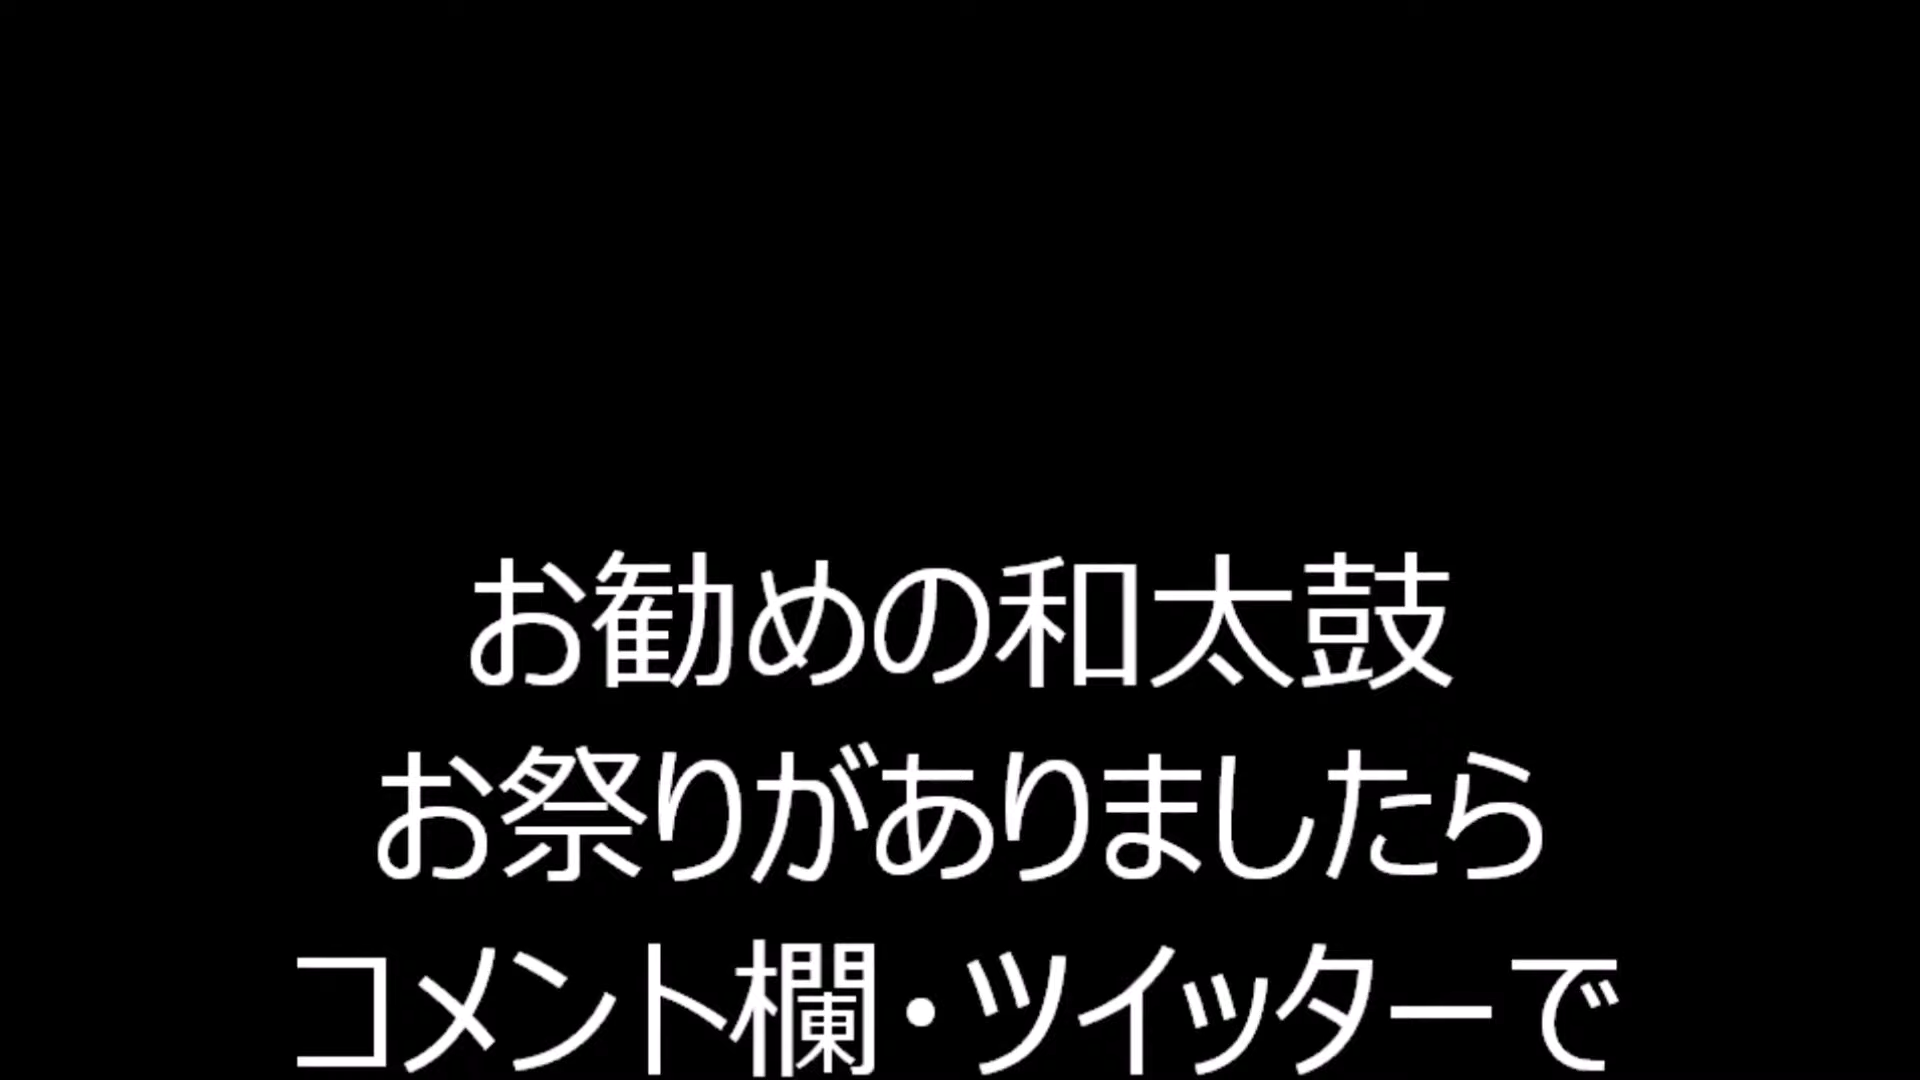 お勧めの和太鼓
お祭りがありましたら
コメント欄・ツイッターで